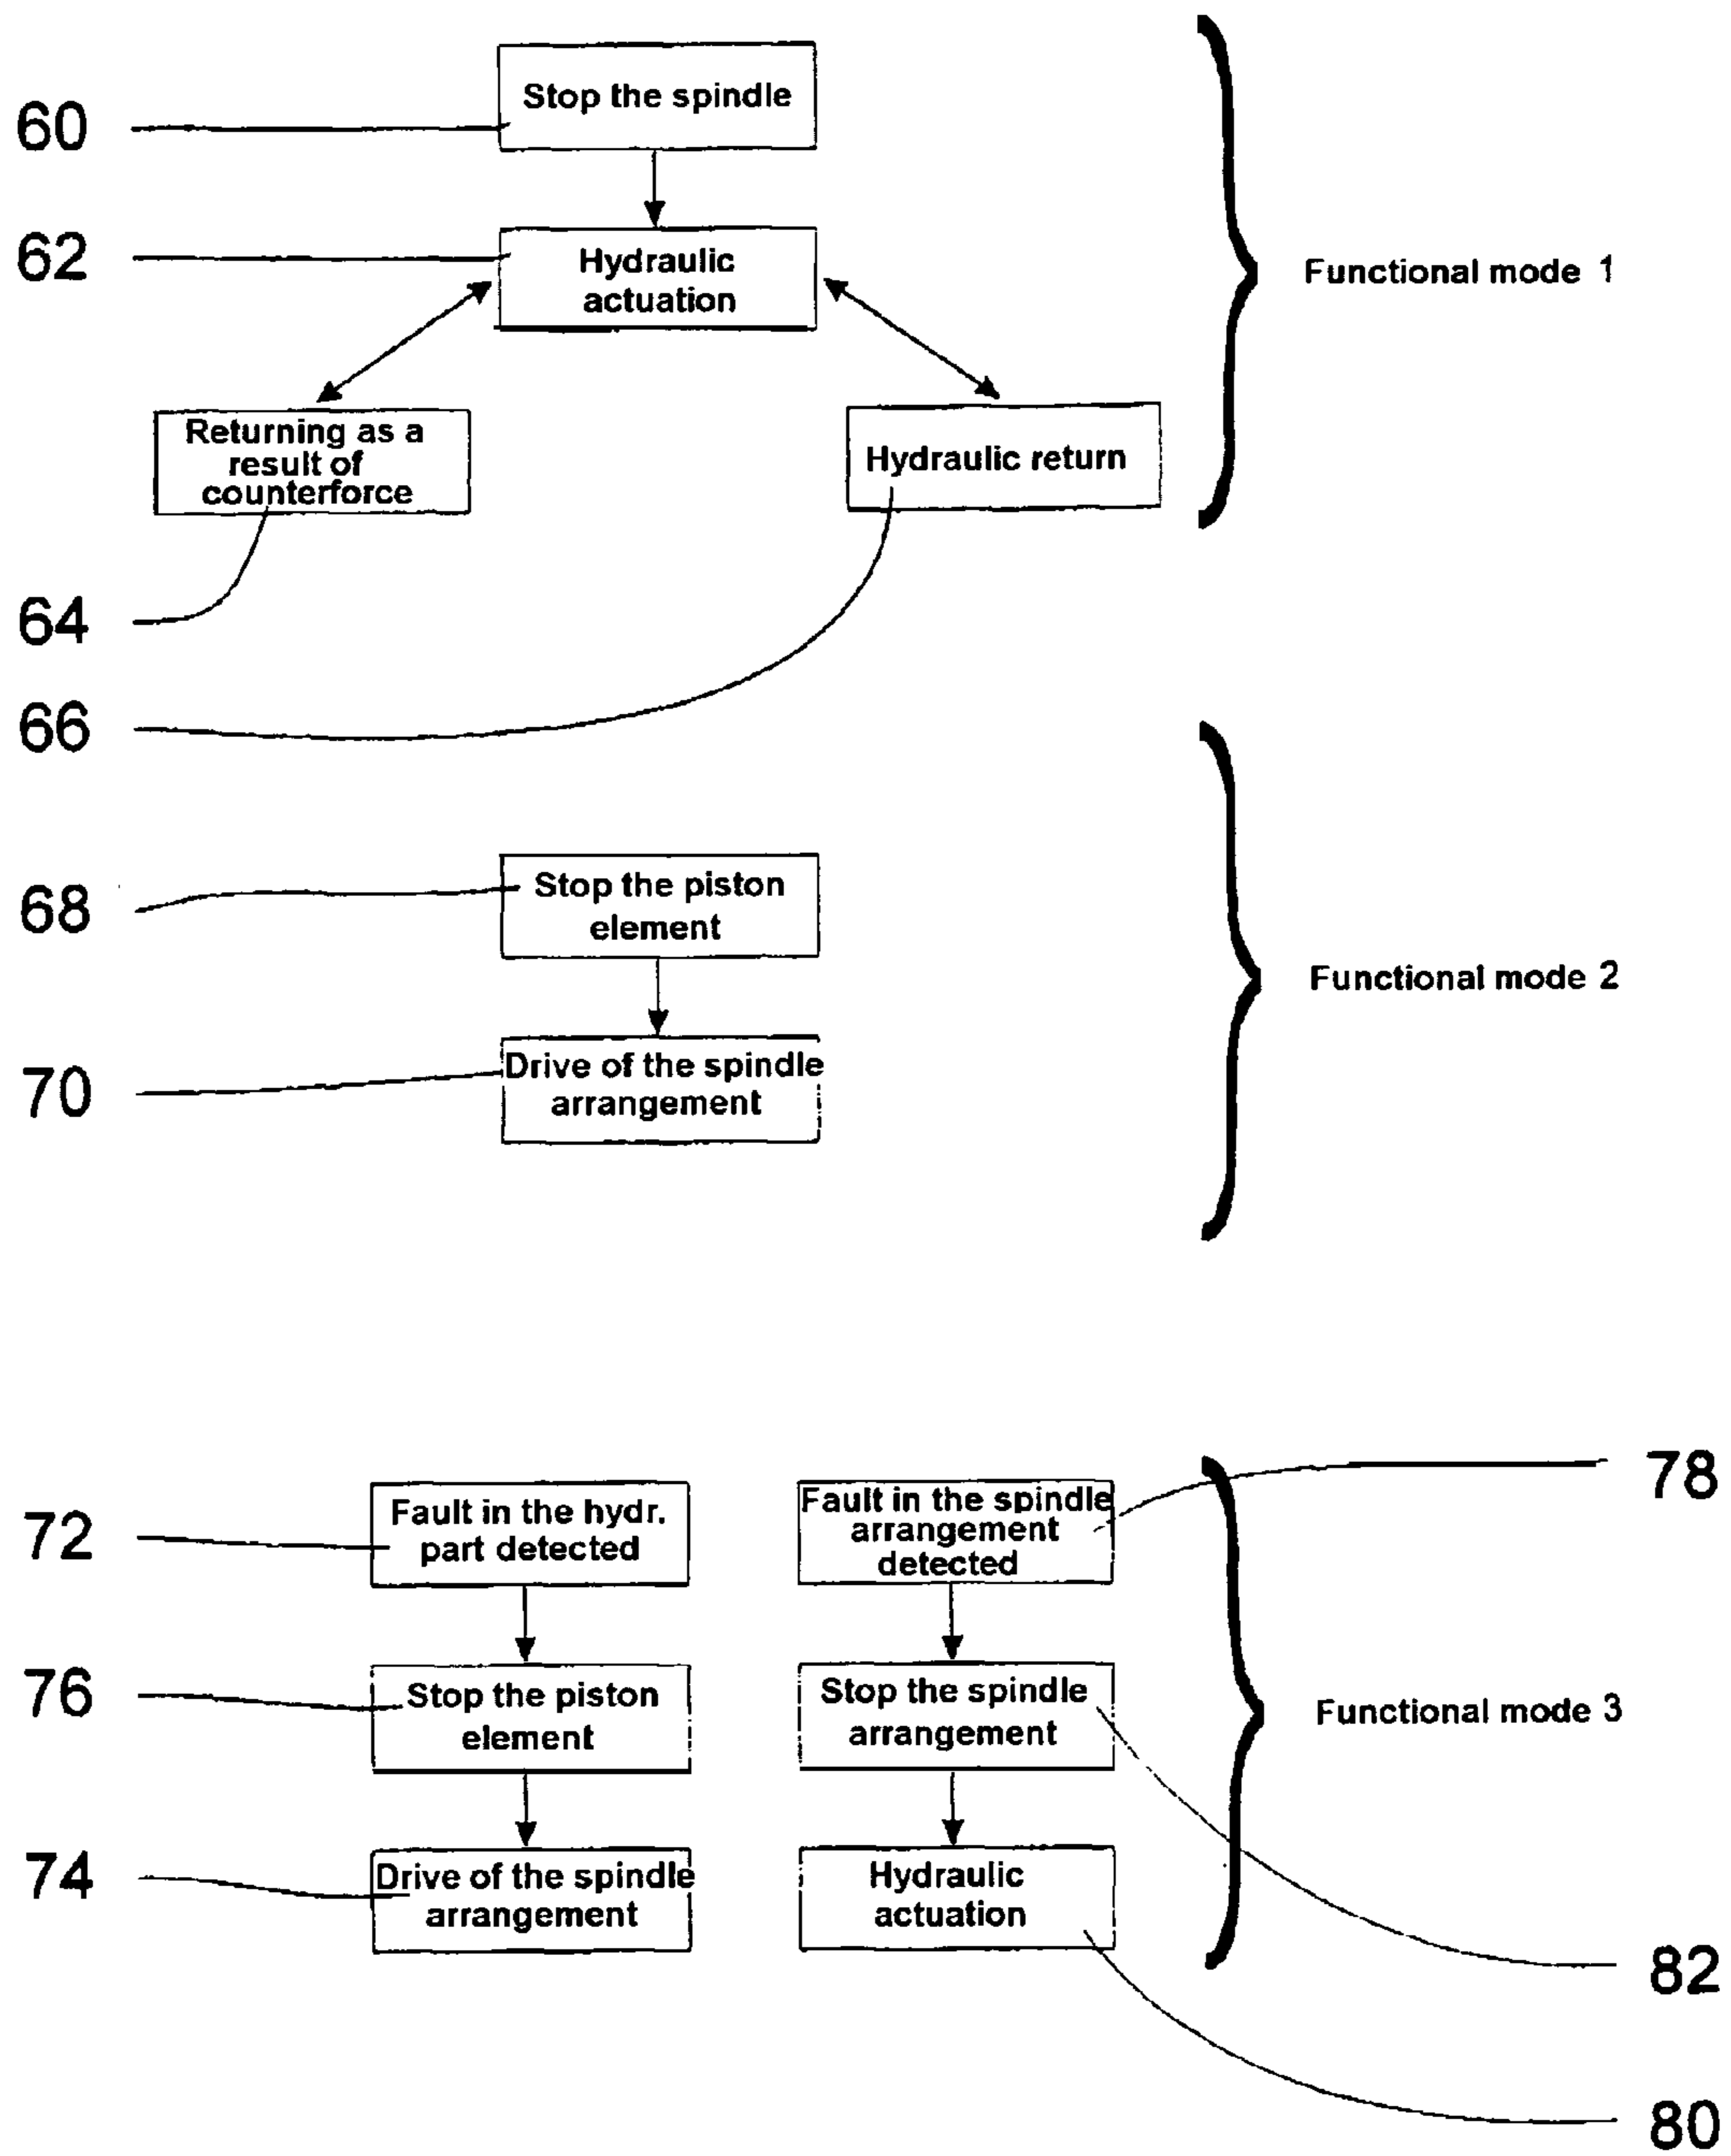 60
Stop the spindle
62
Hydraulic
actuation
Functional mode 1
Returning as a
result of
counterforce
Hydraulic return
64
66
68
Stop the piston
element
Functional mode 2
70
Drive of the spindle
arrangement
78
72
Fault in the hydr.
part detected
Fault in the spindle
arrangement
detected
76
Stop the piston
element
Stop the spindle
arrangement
Functional mode 3
74
Drive of the spindle
arrangement
Hydraulic
actuation
82
80